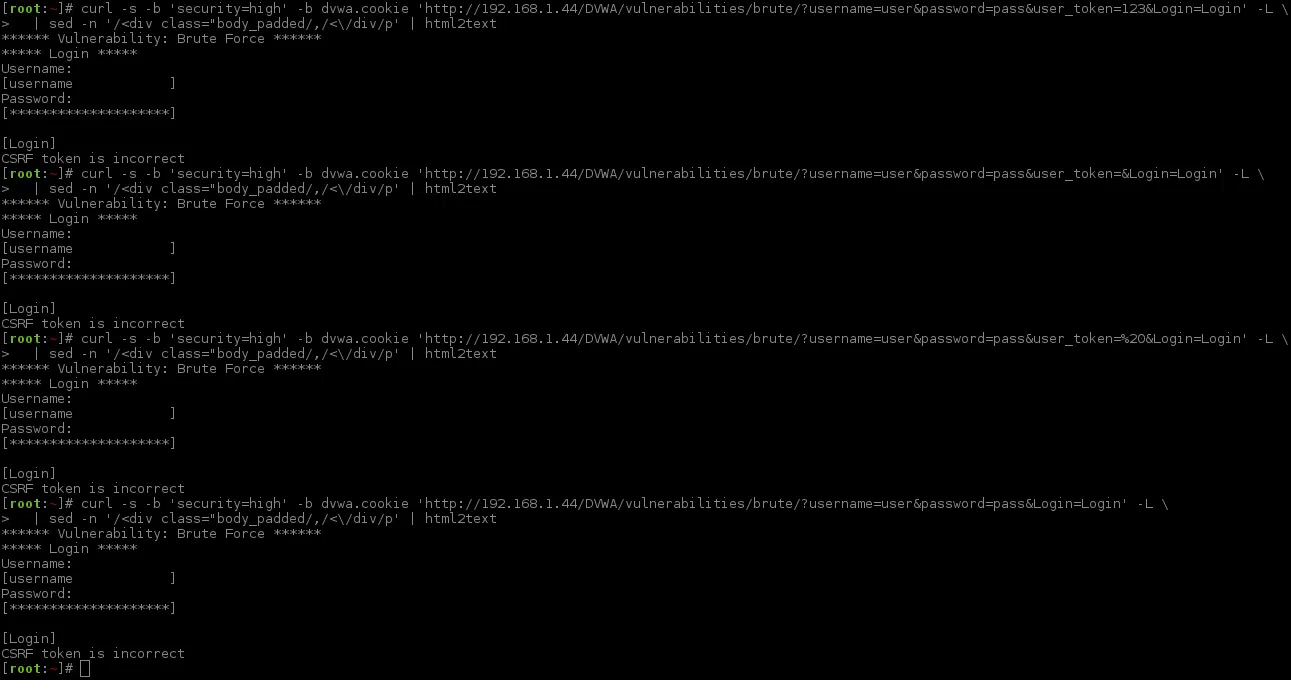 [root:~]# curl -s -b 'security=high' -b dvwa.cookie 'http://192.168.1.44/DVWA/vulnerabilities/brute/?username=user&password=pass&user_token=123&Login=Login' -L \
>   | sed -n '/<div class="body_padded/,/<\/div/p' | html2text
****** Vulnerability: Brute Force ******
***** Login *****
Username:
[username            ]
Password:
[********************]

[Login]
CSRF token is incorrect
[root:~]# curl -s -b 'security=high' -b dvwa.cookie 'http://192.168.1.44/DVWA/vulnerabilities/brute/?username=user&password=pass&user_token=&Login=Login' -L \
>   | sed -n '/<div class="body_padded/,/<\/div/p' | html2text
****** Vulnerability: Brute Force ******
***** Login *****
Username:
[username            ]
Password:
[********************]

[Login]
CSRF token is incorrect
[root:~]# curl -s -b 'security=high' -b dvwa.cookie 'http://192.168.1.44/DVWA/vulnerabilities/brute/?username=user&password=pass&user_token=%20&Login=Login' -L \
>   | sed -n '/<div class="body_padded/,/<\/div/p' | html2text
****** Vulnerability: Brute Force ******
***** Login *****
Username:
[username            ]
Password:
[********************]

[Login]
CSRF token is incorrect
[root:~]# curl -s -b 'security=high' -b dvwa.cookie 'http://192.168.1.44/DVWA/vulnerabilities/brute/?username=user&password=pass&Login=Login' -L \
>   | sed -n '/<div class="body_padded/,/<\/div/p' | html2text
****** Vulnerability: Brute Force ******
***** Login *****
Username:
[username            ]
Password:
[********************]

[Login]
CSRF token is incorrect
[root:~]#